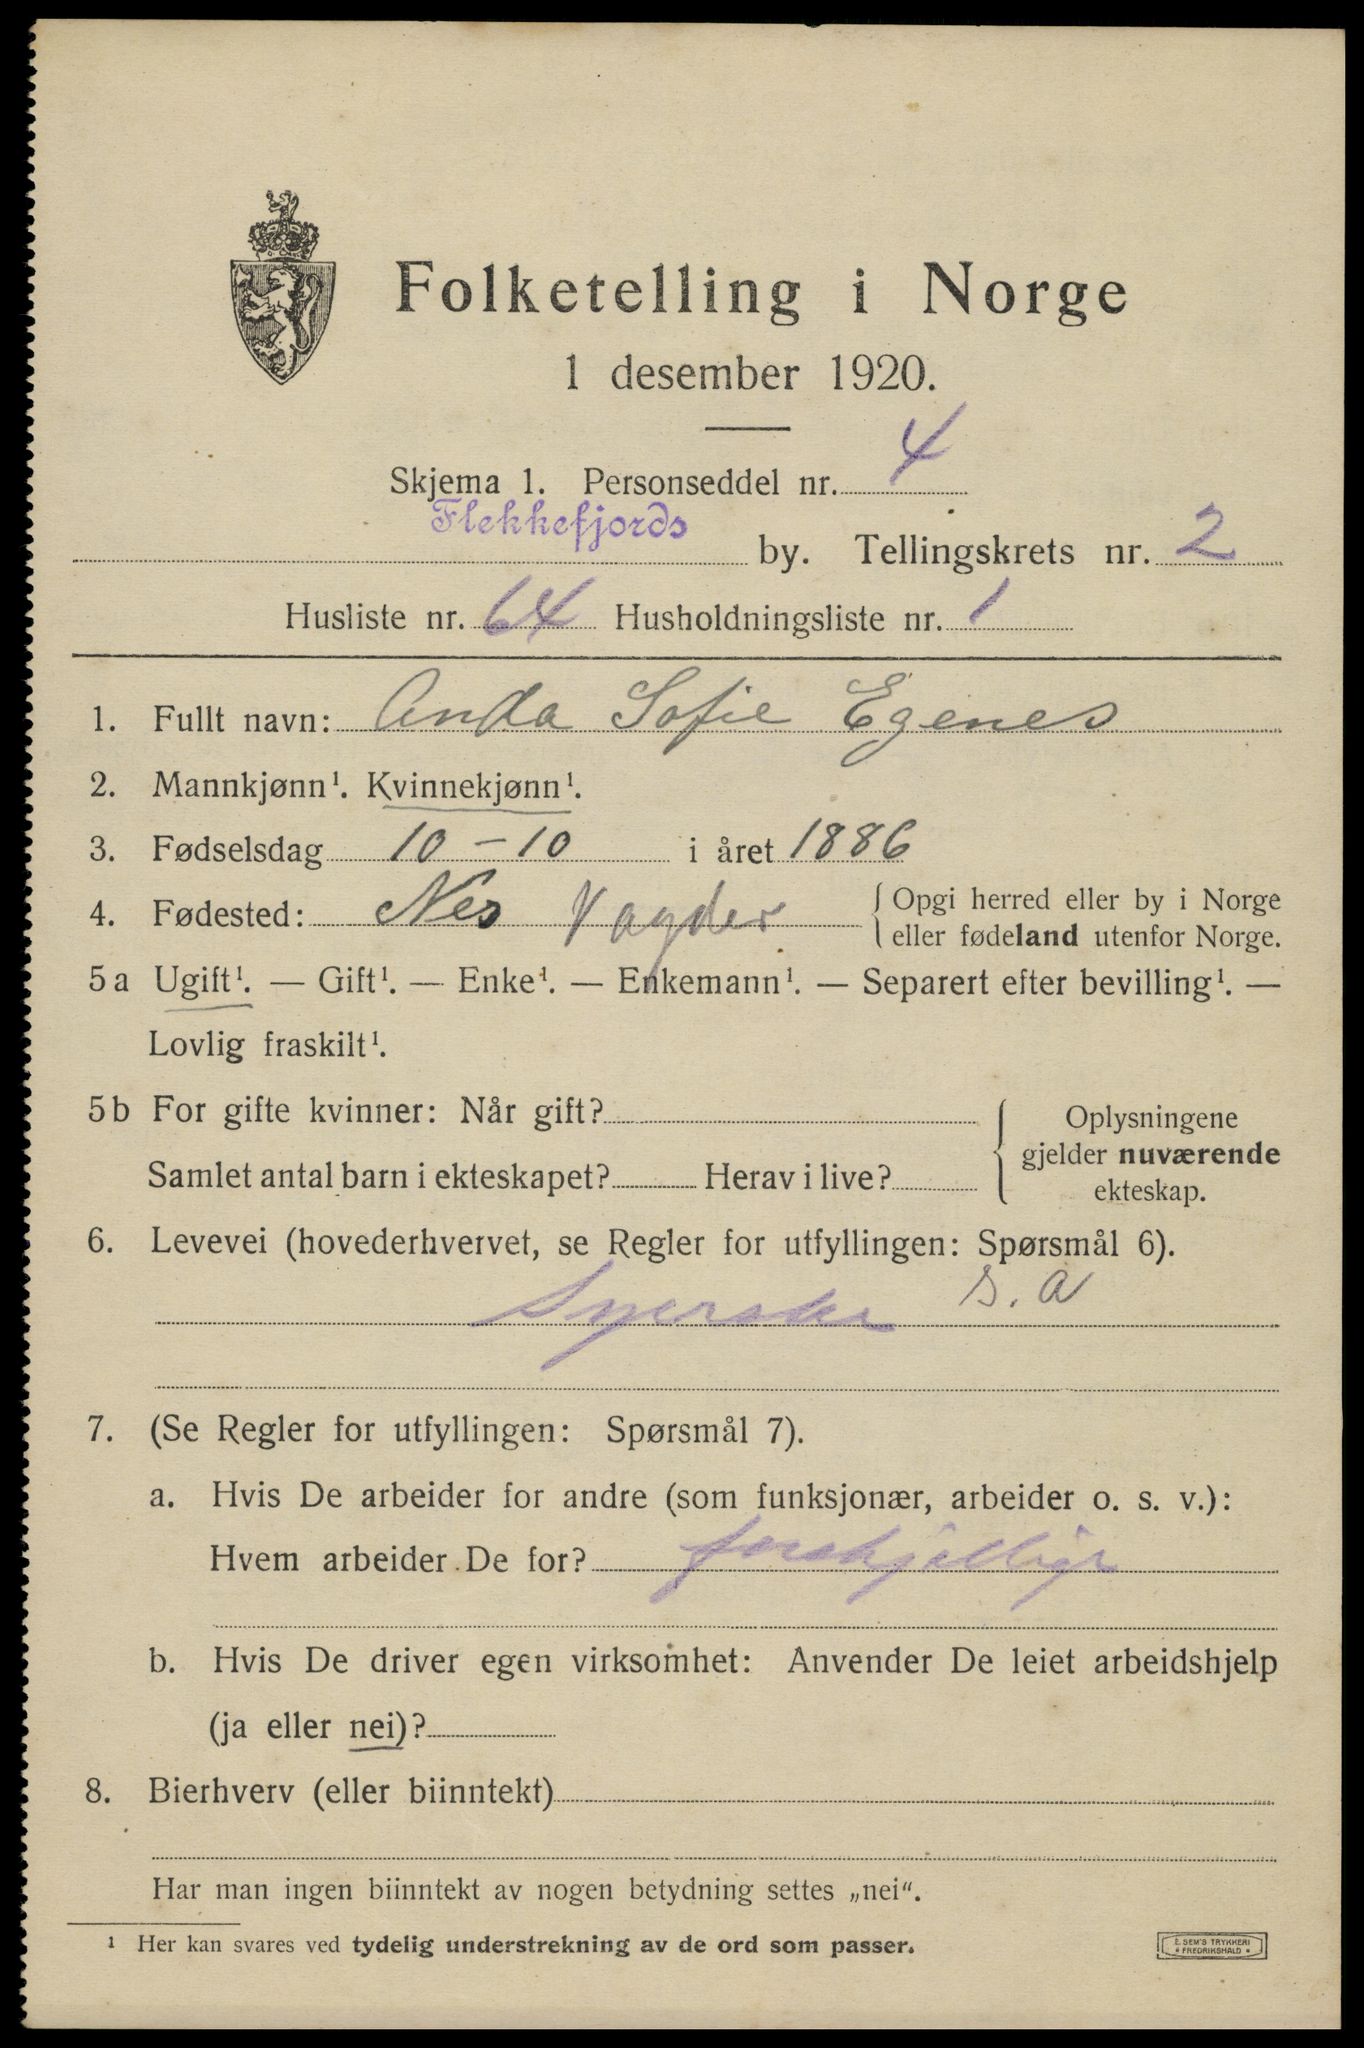 Folketelling i Norge
1 desember 1920.
Skjema 1. Personseddel nr. 4
Flekkefjords by. Tellingskrets nr. 2
Husliste nr. 64 Husholdningsliste nr. 1
1. Fullt navn: Anda Sofie Egenes
2. Mannkjønn¹. Kvinnekjønn¹.
3. Fødselsdag 10-10 i året 1886
4. Fødested: Nes V agder { Opgi herred eller by i Norge
eller fødeland utenfor Norge.
5a Ugift¹. — Gift¹. — Enke¹. — Enkemann¹. — Separert efter bevilling¹. —
Lovlig fraskilt¹.
5b For gifte kvinner: Når gift?
Samlet antal barn i ekteskapet? Herav i live?
{ Oplysningene
gjelder nuværende
ekteskap.
6. Levevei (hovederhvervet, se Regler for utfyllingen: Spørsmål 6).
Syerske s. a
7. (Se Regler for utfyllingen: Spørsmål 7).
a. Hvis De arbeider for andre (som funksjonær, arbeider o. s. v.):
Hvem arbeider De for? forskjellige
b. Hvis De driver egen virksomhet: Anvender De leiet arbeidshjelp
(ja eller nei)?
8. Bierhverv (eller biinntekt)
Har man ingen biinntekt av nogen betydning settes „nei“.
¹ Her kan svares ved tydelig understrekning av de ord som passer.
E. SEM'S TRYKKERI
FREDRIKSHALD